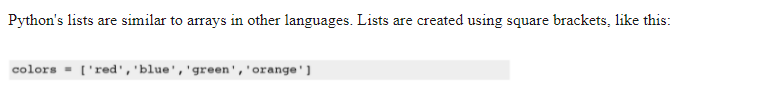 Python's lists are similar to arrays in other languages. Lists are created using square brackets, like this:
colors = ['red','blue','green','orange']